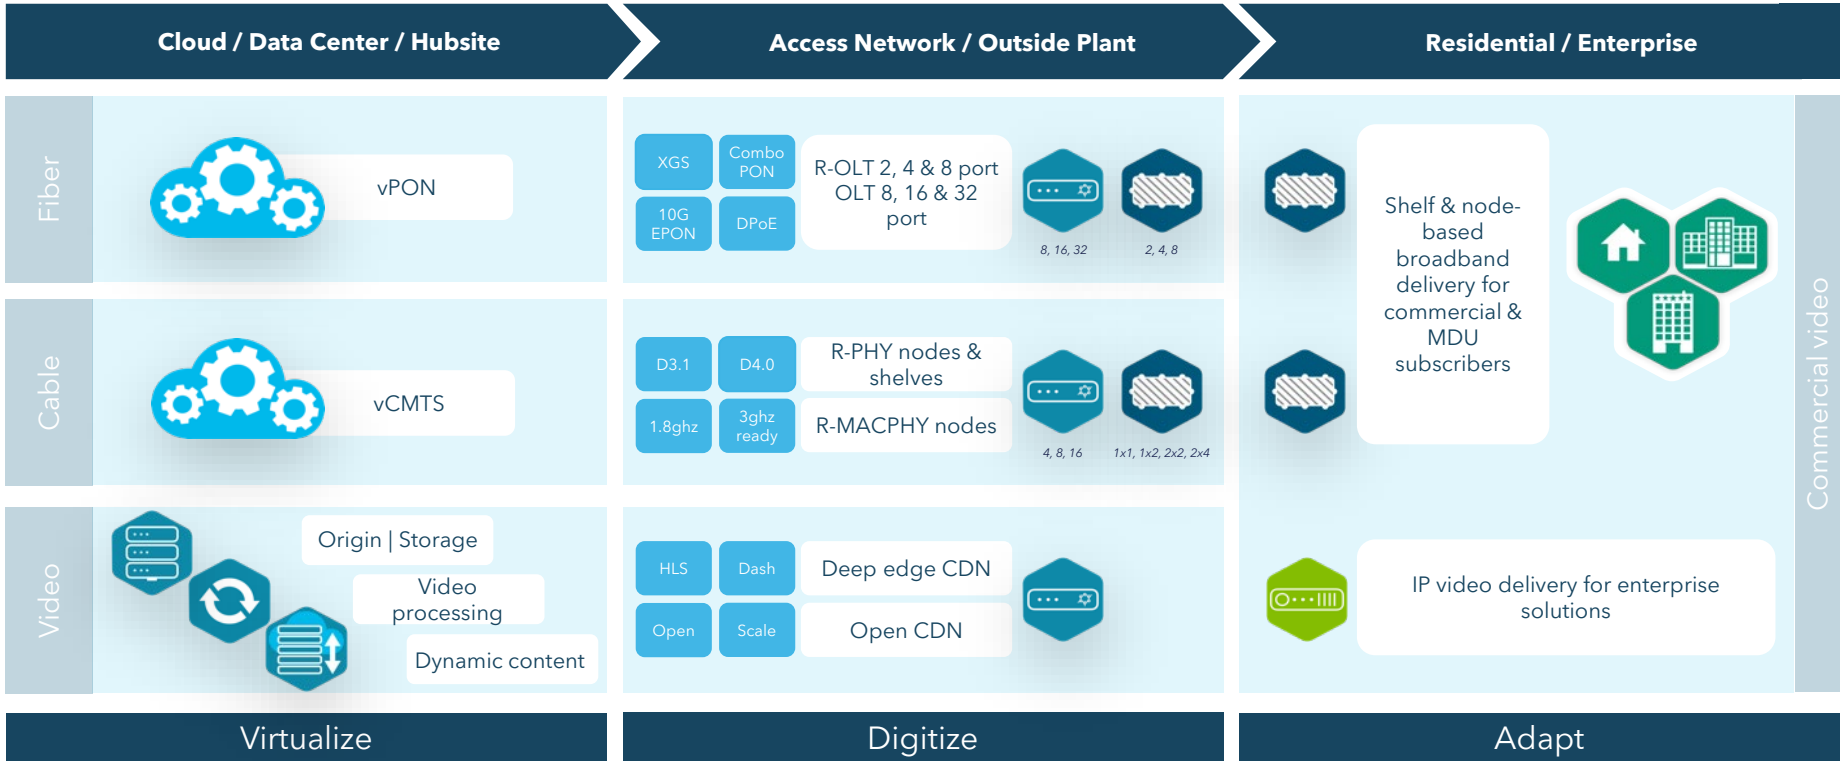 Cloud / Data Center / Hubsite
Access Network / Outside Plant
Residential / Enterprise
Fiber
vPON
XGS
Combo
PON
10G
EPON
DPoE
R-OLT 2, 4 & 8 port
OLT 8, 16 & 32
port
8, 16, 32
2, 4, 8
Shelf & node-
based
broadband
delivery for
commercial &
MDU
subscribers
Commercial video
Cable
vCMTS
D3.1
D4.0
1.8ghz
3ghz
ready
R-PHY nodes &
shelves
R-MACPHY nodes
4, 8, 16
1x1, 1x2, 2x2, 2x4
Video
Origin | Storage
Video
processing
Dynamic content
HLS
Dash
Open
Scale
Deep edge CDN
Open CDN
IP video delivery for enterprise
solutions
Virtualize
Digitize
Adapt